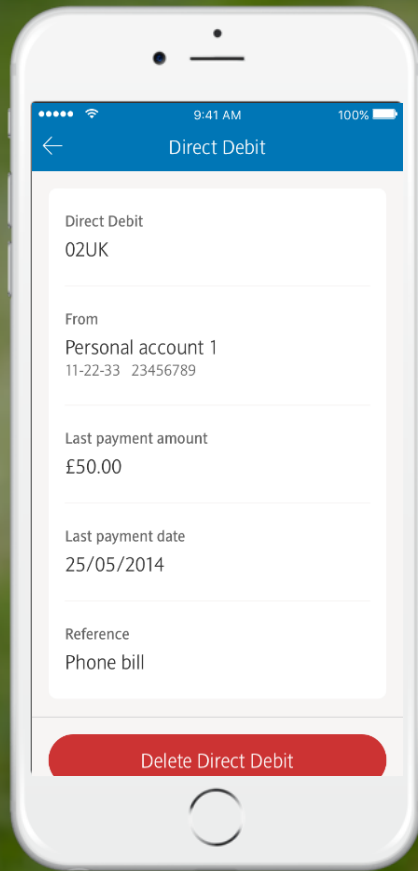 9:41 AM 100%
Direct Debit
Direct Debit
02UK
From
Personal account 1
11-22-33 23456789
Last payment amount
£50.00
Last payment date
25/05/2014
Reference
Phone bill
Delete Direct Debit